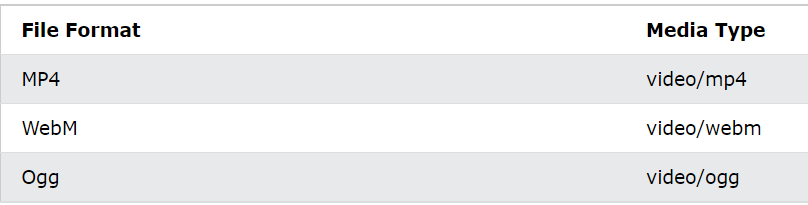 File Format Media Type
MP4 video/mp4
WebM video/webm
Ogg video/ogg